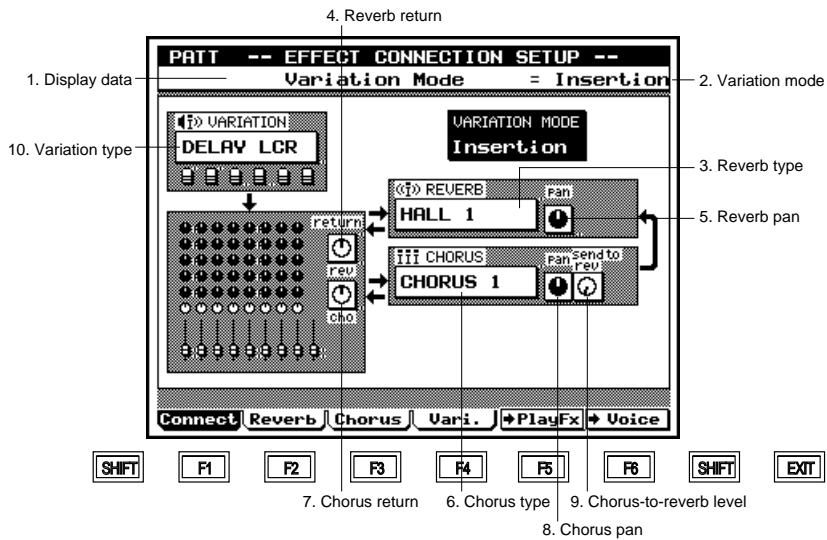 4. Reverb return
PATT -- EFFECT CONNECTION SETUP --
1. Display data
Variation Mode = Insertion
2. Variation mode
VARIATION
VARIATION MODE
10. Variation type
DELAY LCR
Insertion
3. Reverb type
REVERB
Pan
HALL 1
5. Reverb pan
return
CHORUS
Pan
send to
rev
rev
CHORUS 1
cho
Connect Reverb Chorus Vari. →PlayFx → Voice
SHIFT F1 F2 F3 F4 F5 F6 SHIFT EXIT
7. Chorus return
6. Chorus type
9. Chorus-to-reverb level
8. Chorus pan